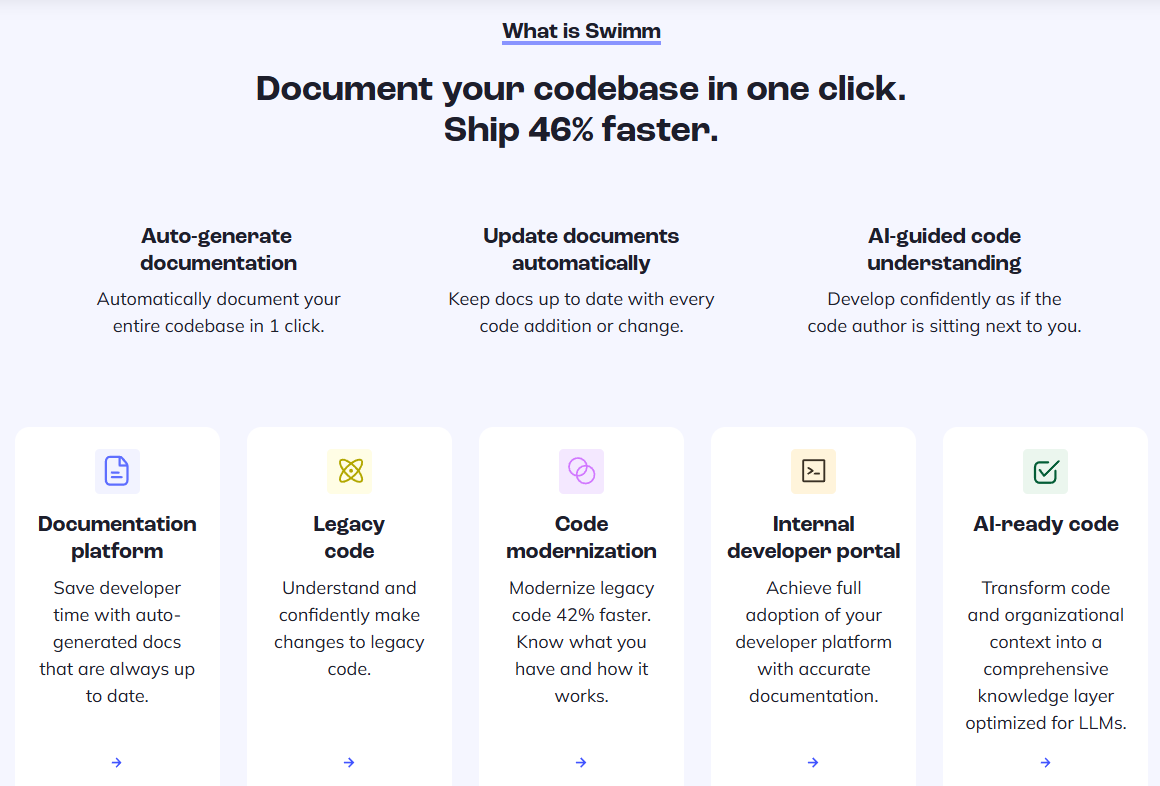 What is Swimm
Document your codebase in one click.
Ship 46% faster.
Auto-generate
documentation
Automatically document your
entire codebase in 1 click.
Update documents
automatically
Keep docs up to date with every
code addition or change.
AI-guided code
understanding
Develop confidently as if the
code author is sitting next to you.
Documentation
platform
Save developer
time with auto-
generated docs
that are always up
to date.
Legacy
code
Understand and
confidently make
changes to legacy
code.
Code
modernization
Modernize legacy
code 42% faster.
Know what you
have and how it
works.
Internal
developer portal
Achieve full
adoption of your
developer platform
with accurate
documentation.
AI-ready code
Transform code
and organizational
context into a
comprehensive
knowledge layer
optimized for LLMs.